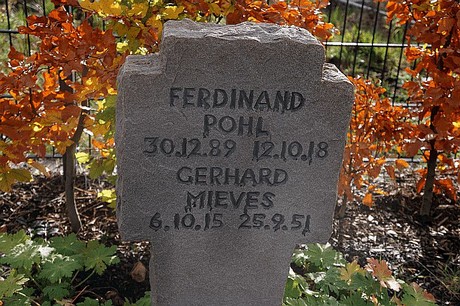 FERDINAND
POHL
30.12.89 12.10.18
GERHARD
MIEVES
6.10.15 25.9.51